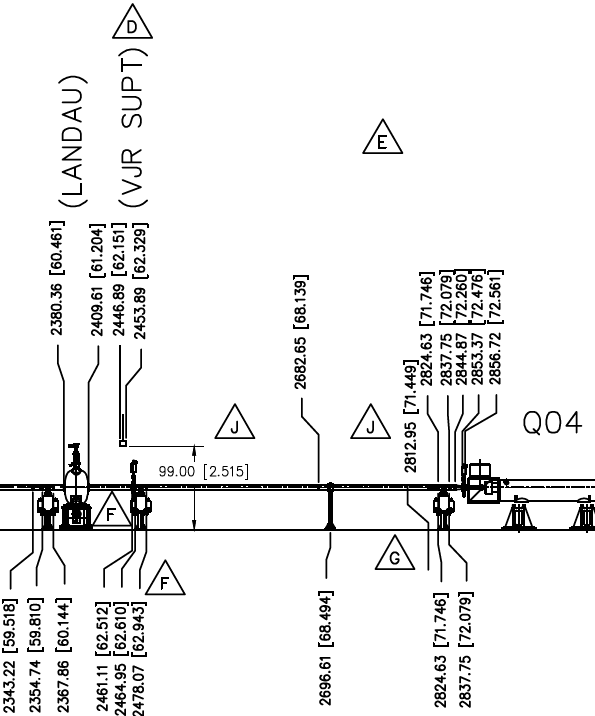 D
(LANDAU)
(VJR SUPT)
E
2380.36 [60.461]
2409.61 [61.204]
2446.89 [62.151]
2453.89 [62.329]
2682.65 [68.139]
2812.95 [71.449]
2824.63 [71.746]
2837.75 [72.079]
2844.87 [72.260]
2853.37 [72.476]
2856.72 [72.561]
J
J
Q04
99.00 [2.515]
F
F
G
2343.22 [59.518]
2354.74 [59.810]
2367.86 [60.144]
2461.11 [62.512]
2464.95 [62.610]
2478.07 [62.943]
2696.61 [68.494]
2824.63 [71.746]
2837.75 [72.079]